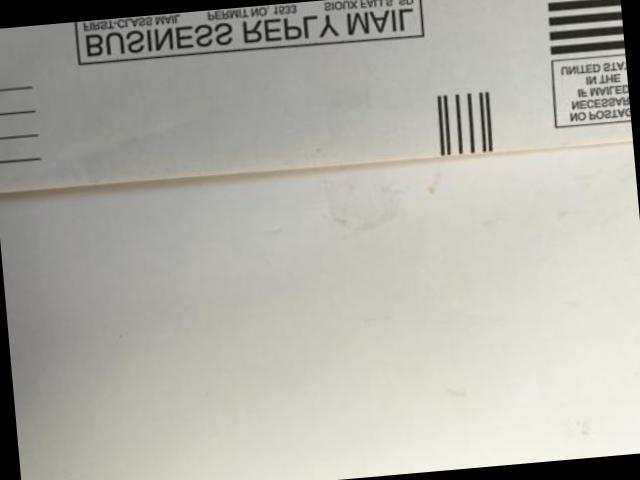 NO POSTAG
NECESSAR
IF MAILED
IN THE
UNITED STA
BUSINESS REPLY MAIL
FIRST-CLASS MAIL PERMIT NO. 1633 SIOUX FALLS, SD